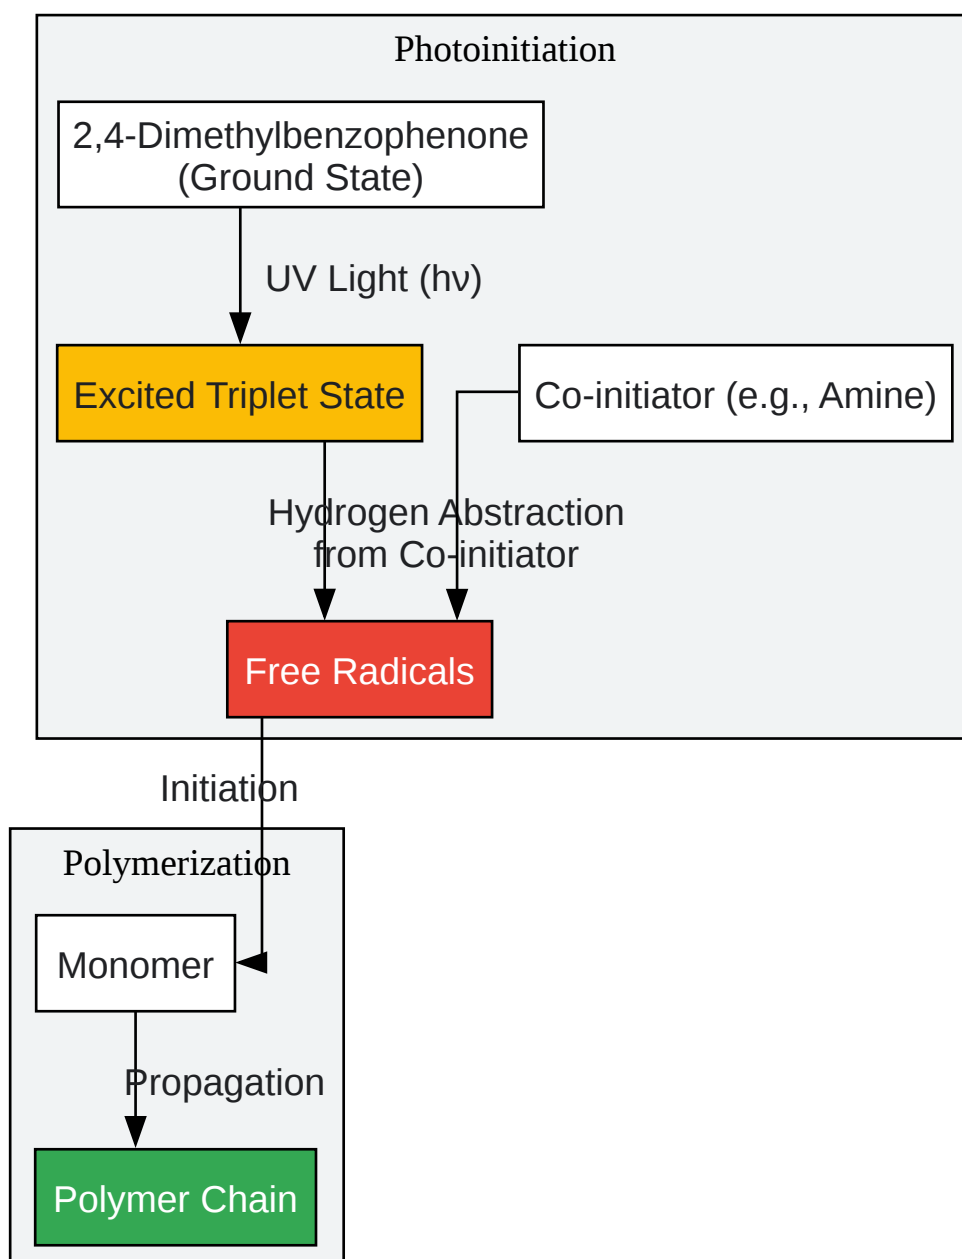 Photoinitiation
2,4-Dimethylbenzophenone
(Ground State)
UV Light (hν)
Excited Triplet State
Co-initiator (e.g., Amine)
Hydrogen Abstraction
from Co-initiator
Free Radicals
Initiation
Polymerization
Monomer
Propagation
Polymer Chain